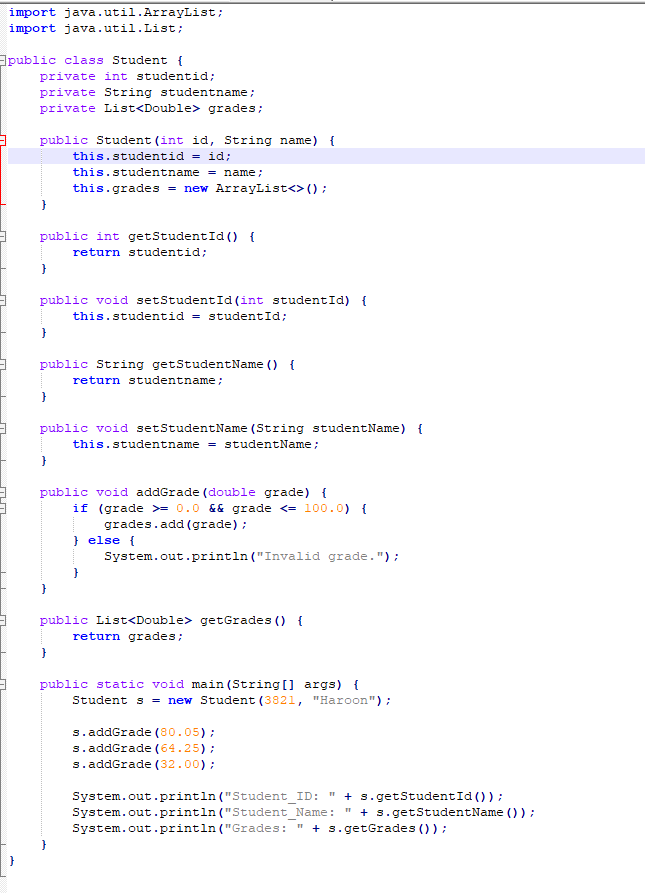 import java.util.ArrayList;
import java.util.List;

public class Student {
    private int studentid;
    private String studentname;
    private List<Double> grades;

    public Student(int id, String name) {
        this.studentid = id;
        this.studentname = name;
        this.grades = new ArrayList<>();
    }

    public int getStudentId() {
        return studentid;
    }

    public void setStudentId(int studentId) {
        this.studentid = studentId;
    }

    public String getStudentName() {
        return studentname;
    }

    public void setStudentName(String studentName) {
        this.studentname = studentName;
    }

    public void addGrade(double grade) {
        if (grade >= 0.0 && grade <= 100.0) {
            grades.add(grade);
        } else {
            System.out.println("Invalid grade.");
        }
    }

    public List<Double> getGrades() {
        return grades;
    }

    public static void main(String[] args) {
        Student s = new Student(3821, "Haroon");

        s.addGrade(80.05);
        s.addGrade(64.25);
        s.addGrade(32.00);

        System.out.println("Student_ID: " + s.getStudentId());
        System.out.println("Student_Name: " + s.getStudentName());
        System.out.println("Grades: " + s.getGrades());
    }
}